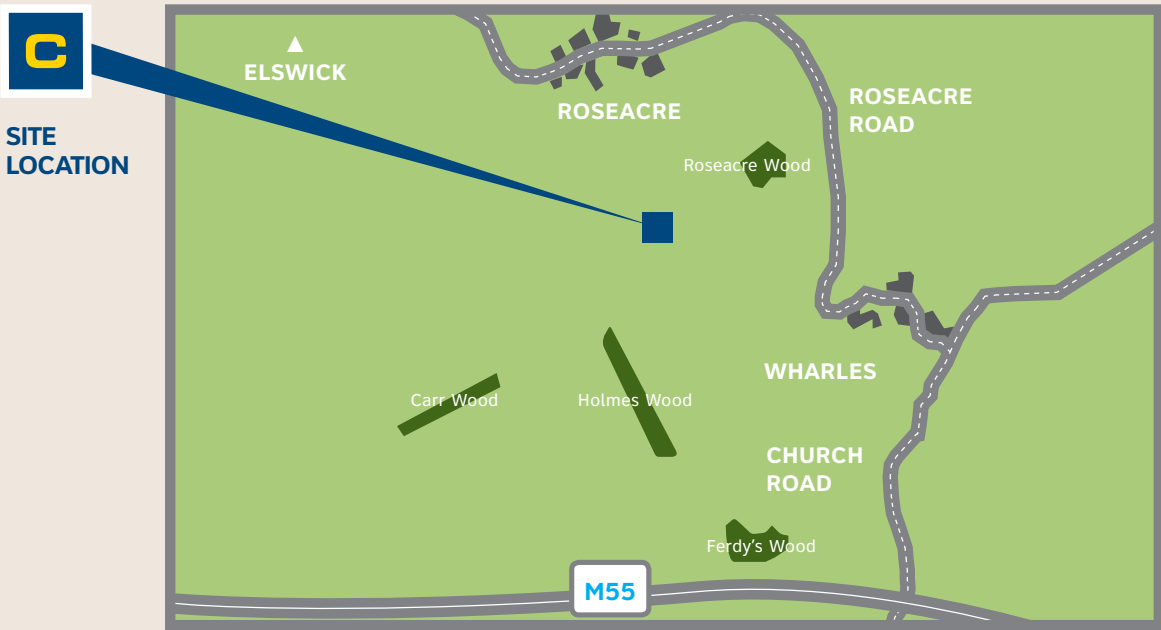 C
SITE
LOCATION
ELSWICK
ROSEACRE
ROSEACRE
ROAD
Roseacre Wood
WHARLES
Carr Wood
Holmes Wood
CHURCH
ROAD
Ferdy's Wood
M55